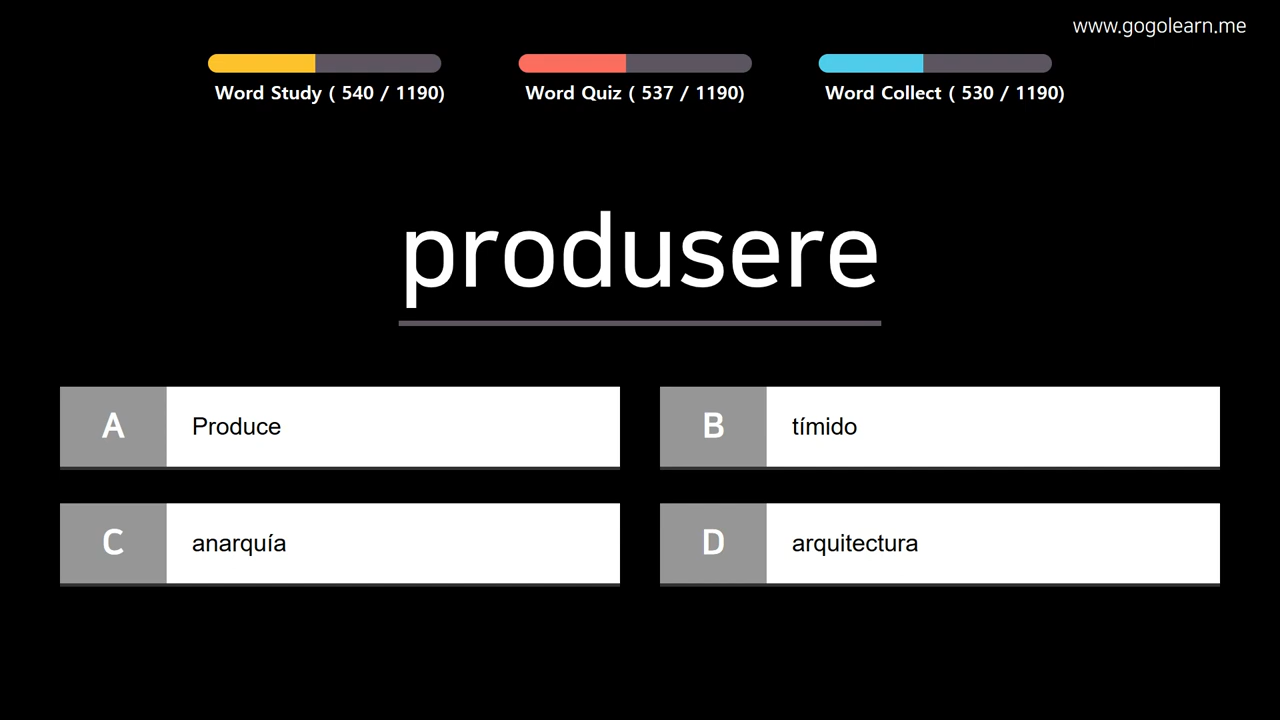 www.gogolearn.me
Word Study ( 540 / 1190)
Word Quiz ( 537 / 1190)
Word Collect ( 530 / 1190)
produsere
A Produce
B tímido
C anarquía
D arquitectura